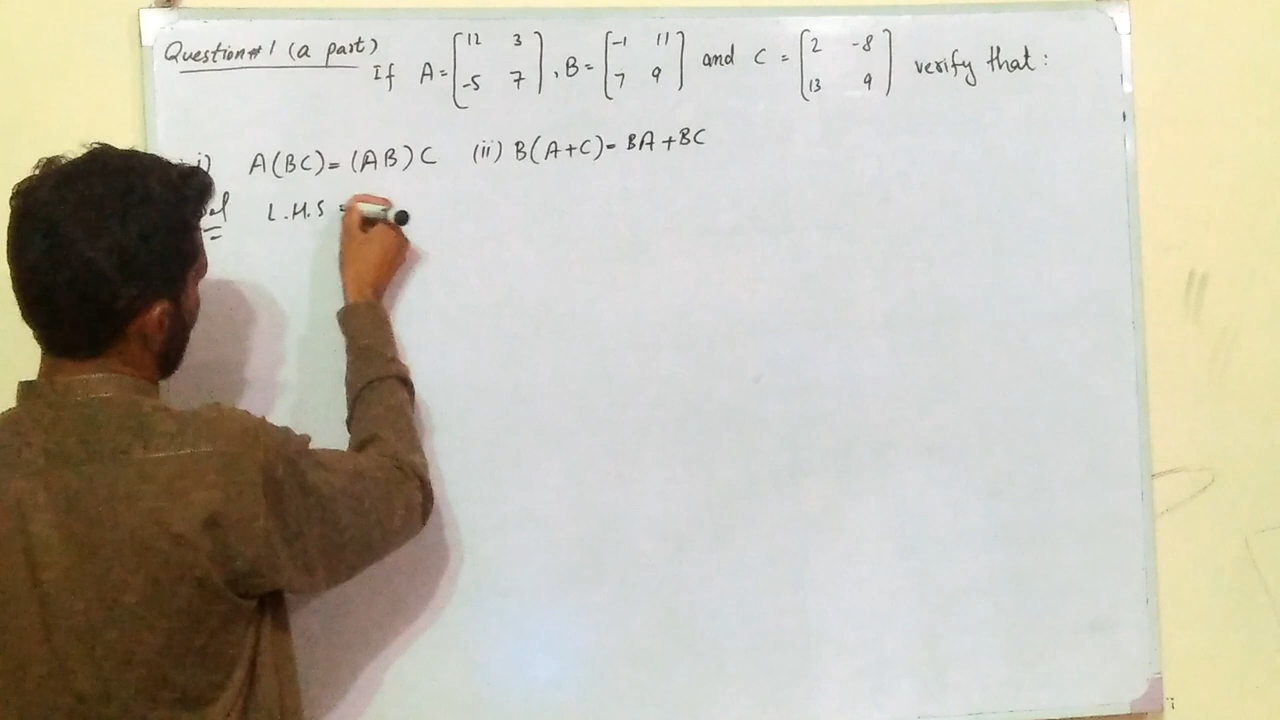 Question#1 (a part)
If A=[12 3 -5 7], B=[-1 11 7 9] and C=[2 -8 13 9] verify that:
i) A(BC)=(AB)C (ii) B(A+C)=BA+BC
L.H.S =